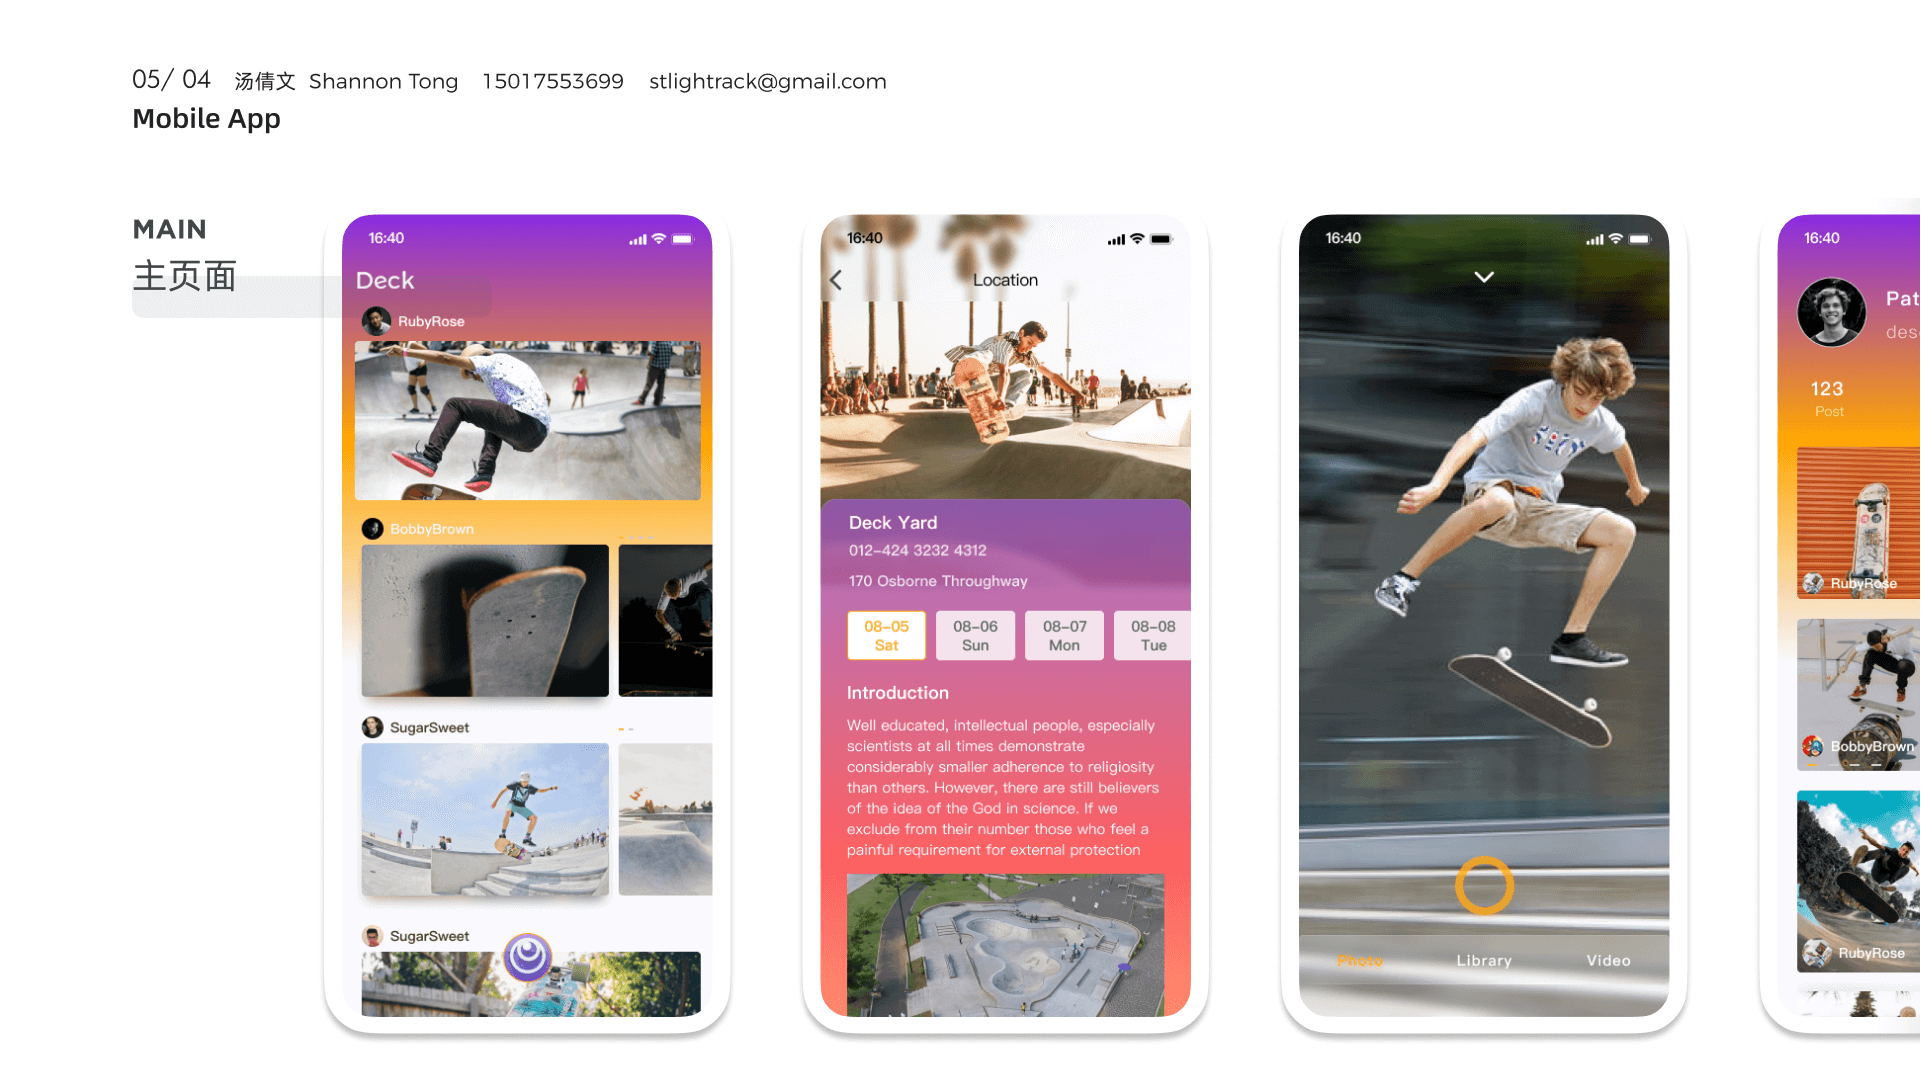 05/ 04 汤倩文 Shannon Tong 15017553699 stlightrack@gmail.com
Mobile App
MAIN
主页面
16:40
Deck
RubyRose
BobbyBrown
SugarSweet
SugarSweet
16:40
Location
Deck Yard
012-424 3232 4312
170 Osborne Throughway
08-05
Sat
08-06
Sun
08-07
Mon
08-08
Tue
Introduction
Well educated, intellectual people, especially
scientists at all times demonstrate
considerably smaller adherence to religiosity
than others. However, there are still believers
of the idea of the God in science. If we
exclude from their number those who feel a
painful requirement for external protection
16:40
Photo
Library
Video
16:40
Pat
des
123
Post
RubyRose
BobbyBrown
RubyRose